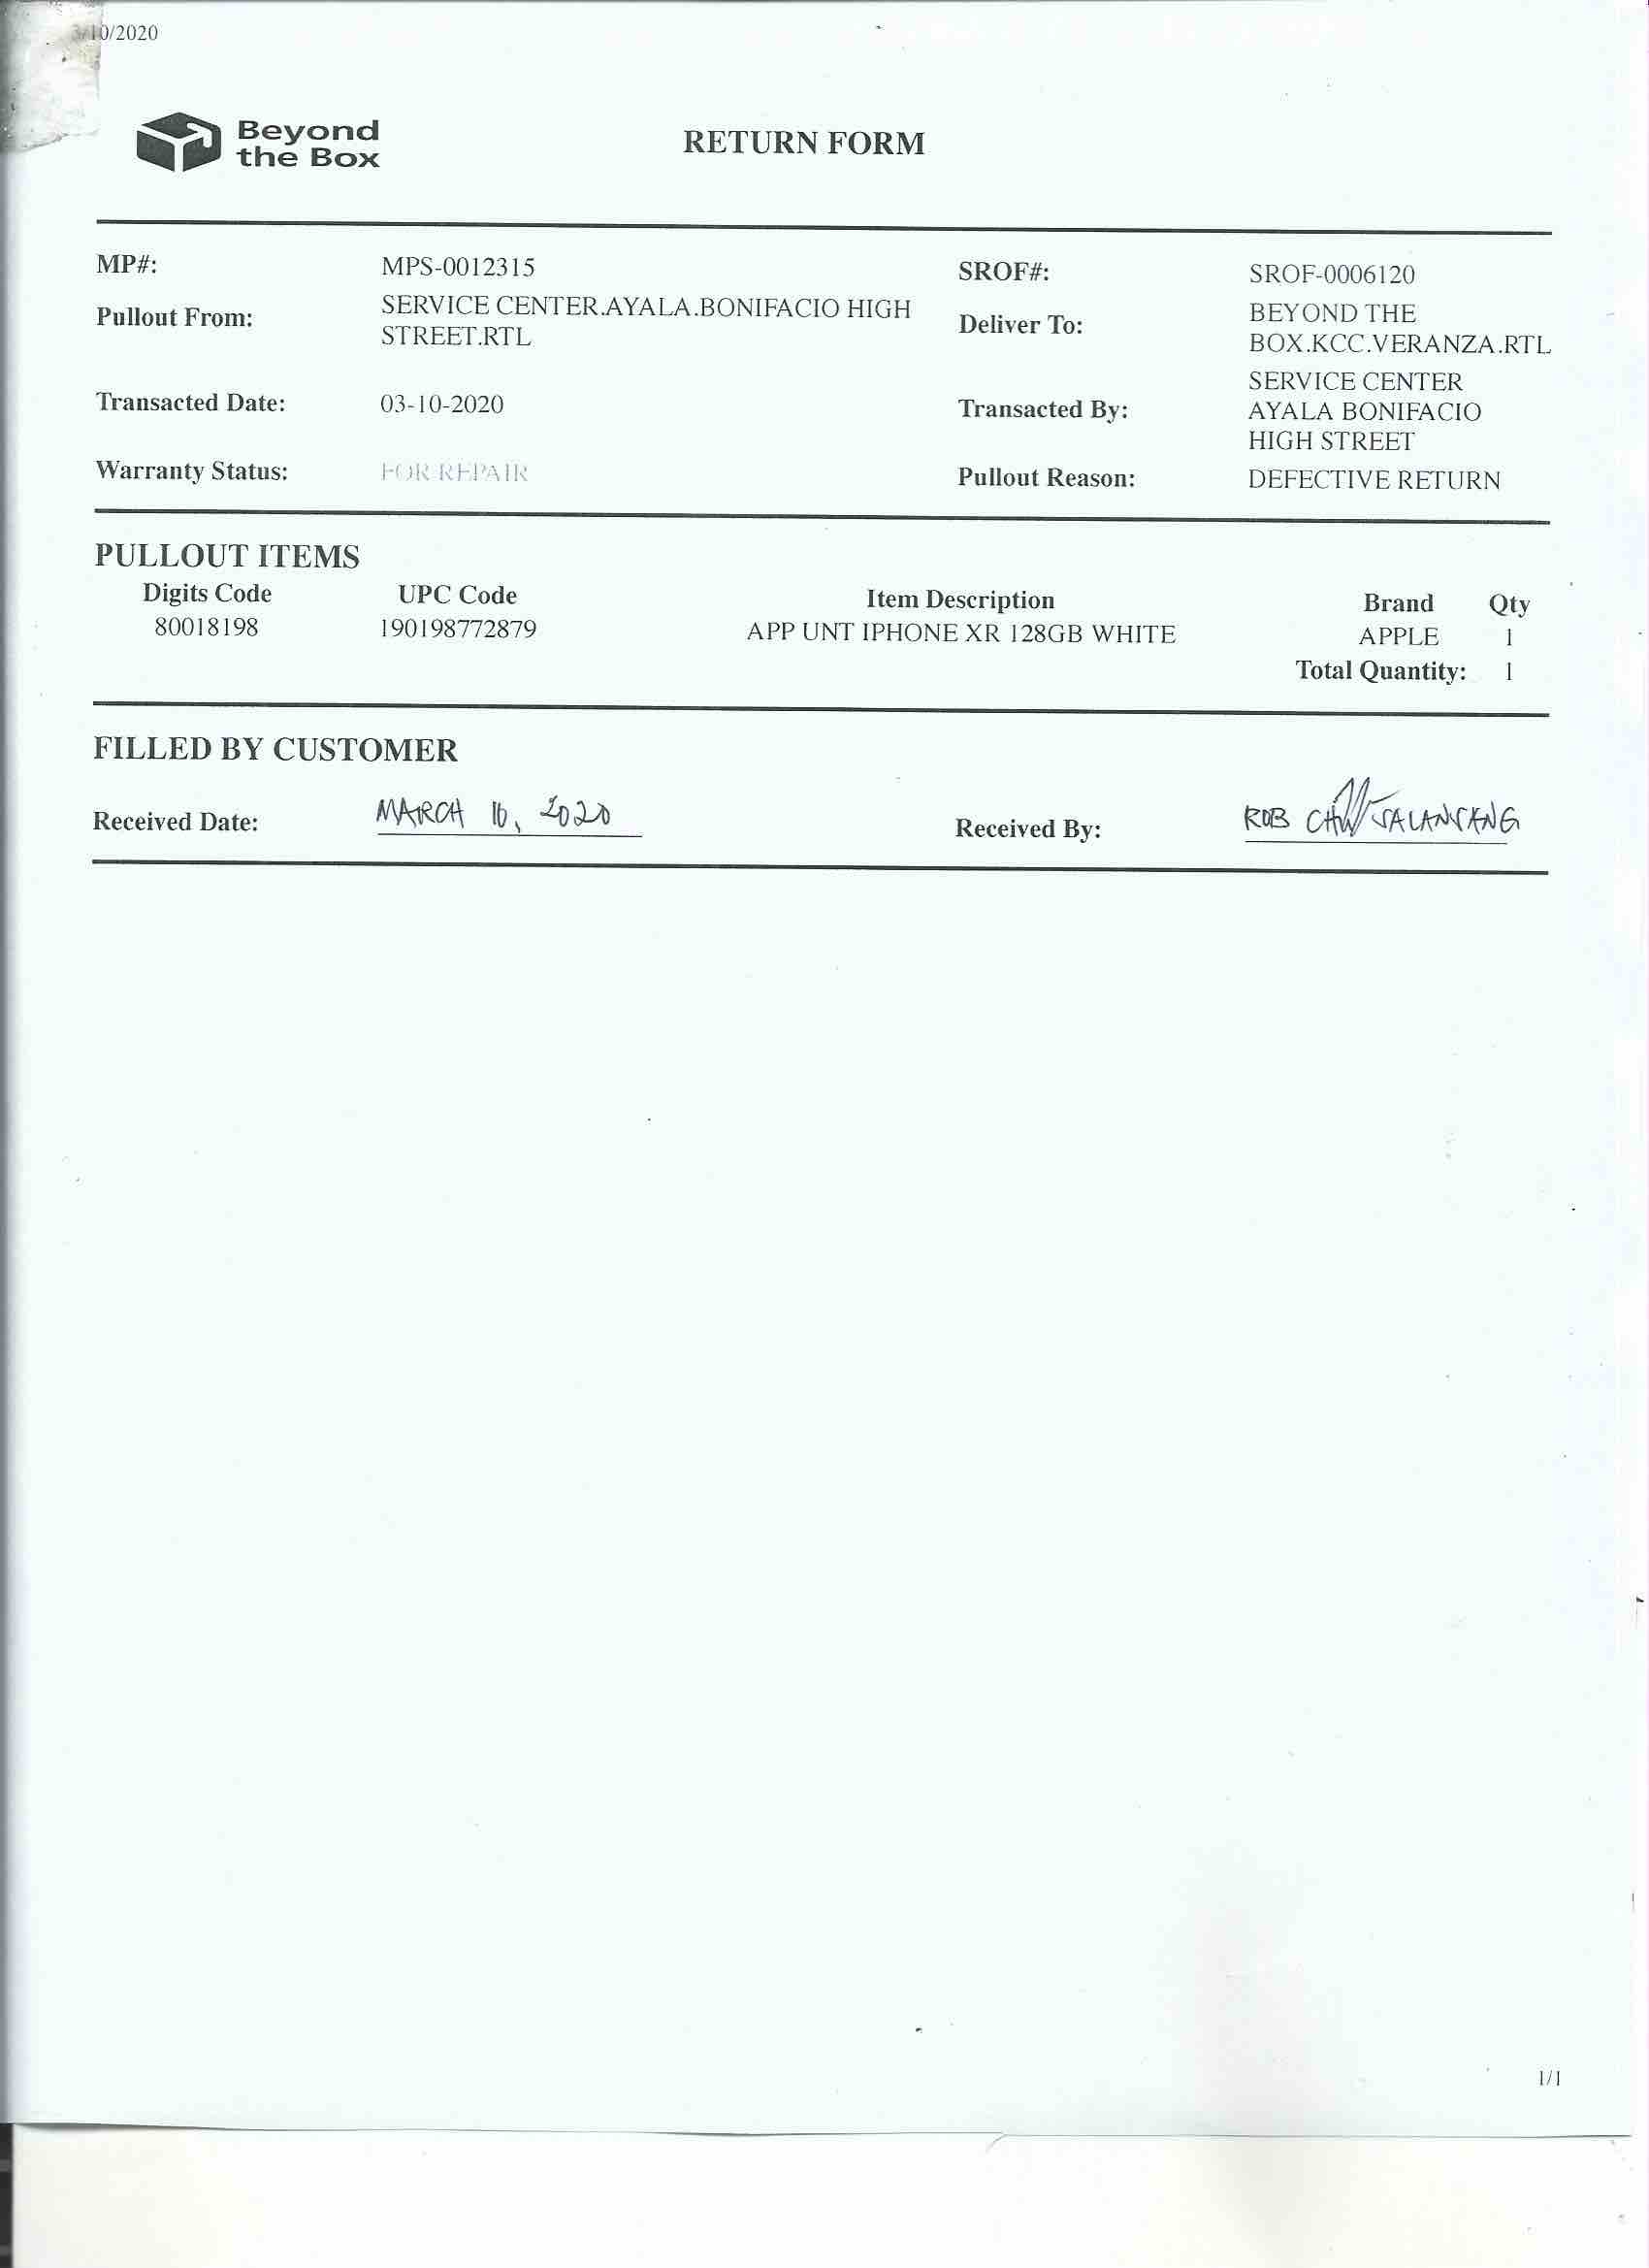 /10/2020
Beyond
the Box
RETURN FORM
MP#: MPS-0012315 SROF#: SROF-0006120
Pullout From: SERVICE CENTER.AYALA.BONIFACIO HIGH STREET.RTL Deliver To: BEYOND THE BOX.KCC.VERANZA.RTL
Transacted Date: 03-10-2020 Transacted By: SERVICE CENTER AYALA BONIFACIO HIGH STREET
Warranty Status: FOR REPAIR Pullout Reason: DEFECTIVE RETURN
PULLOUT ITEMS
Digits Code UPC Code Item Description Brand Qty
80018198 190198772879 APP UNT IPHONE XR 128GB WHITE APPLE 1
Total Quantity: 1
FILLED BY CUSTOMER
Received Date: MARCH 2020 Received By: ROB SALANSANG
1/1